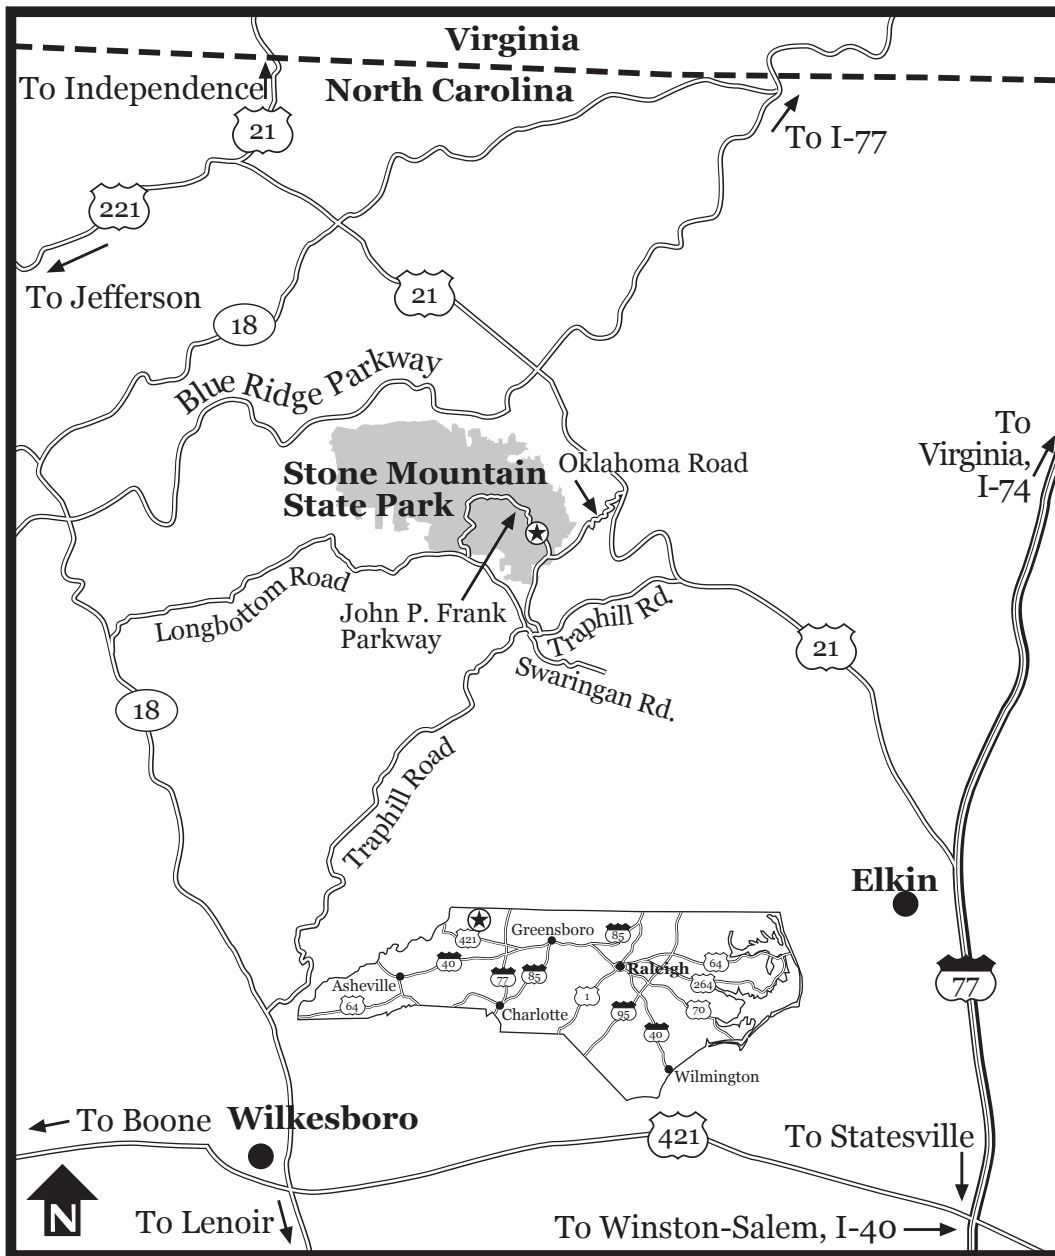 Virginia
To Independence
North Carolina
21
To I-77
221
To Jefferson
21
18
Blue Ridge Parkway
To
Virginia,
I-74
Stone Mountain
State Park
Oklahoma Road
Longbottom Road
John P. Frank
Parkway
Traphill Rd.
Swaringan Rd.
21
18
Traphill Road
Elkin
421
Greensboro
85
40
77
85
Raleigh
64
264
Asheville
64
Charlotte
1
95
70
40
Wilmington
77
To Boone
Wilkesboro
421
To Statesville
N
To Lenoir
To Winston-Salem, I-40